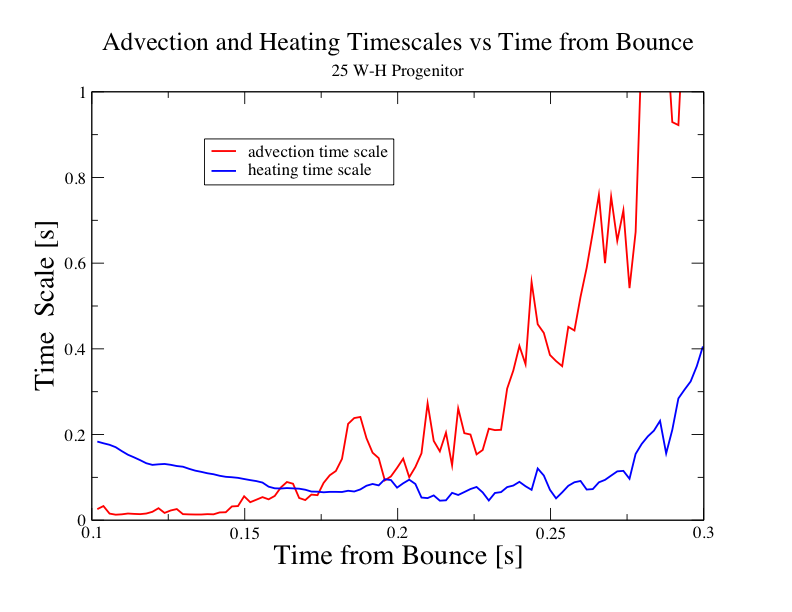 Advection and Heating Timescales vs Time from Bounce
25 W-H Progenitor
1
advection time scale
heating time scale
0.8
0.6
0.4
0.2
0
Time Scale [s]
0.1 0.15 0.2 0.25 0.3
Time from Bounce [s]